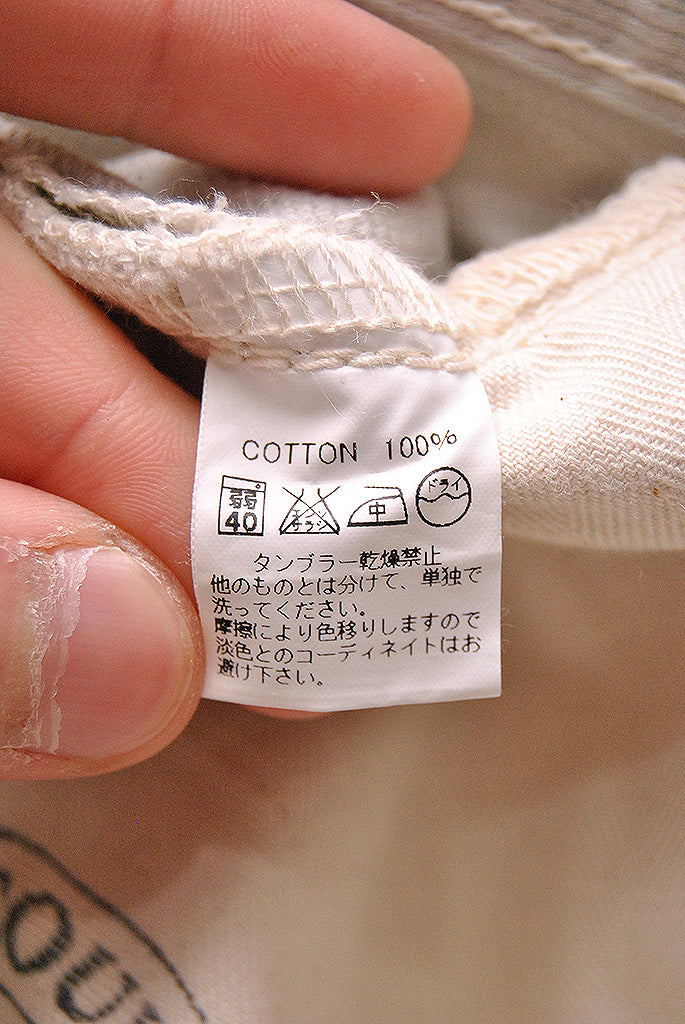 COTTON 100%
弱 エンソ サラシ 中 ドライ
40
タンブラー乾燥禁止
他のものとは分けて、単独で
洗ってください。
摩擦により色移りしますので
淡色とのコーディネイトはお
避け下さい。
OU